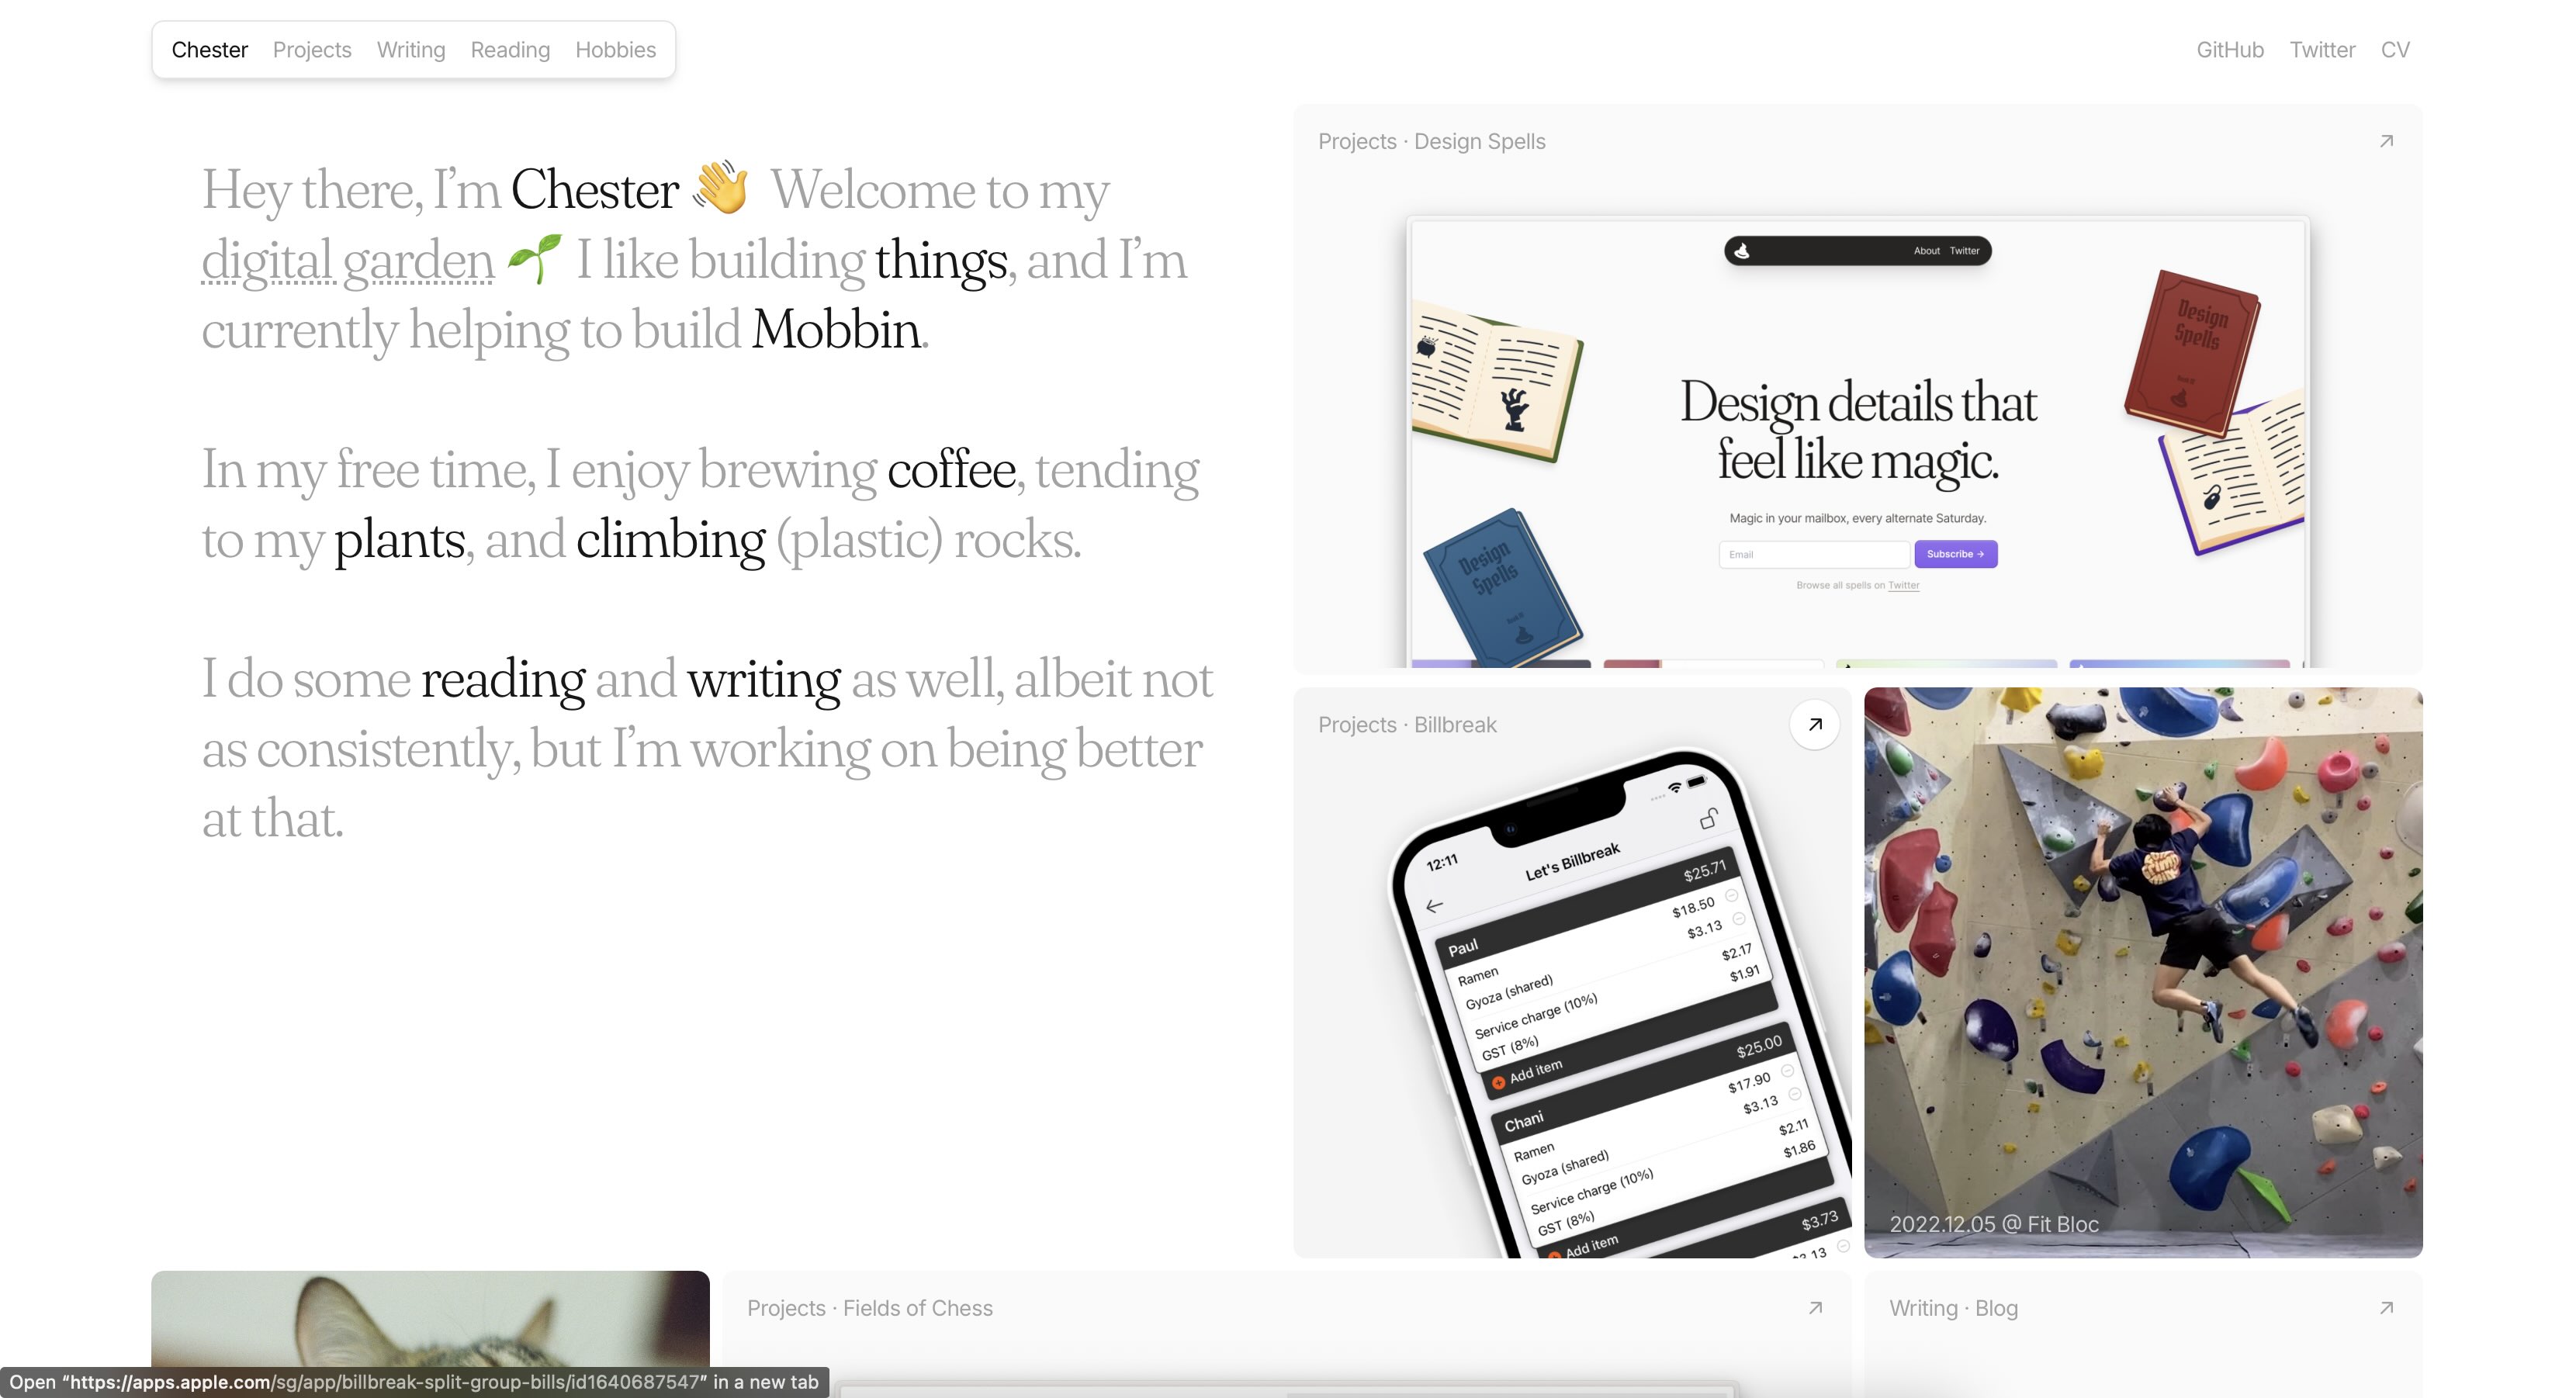 Chester Projects Writing Reading Hobbies
GitHub Twitter CV
Hey there, I’m Chester 👋 Welcome to my
digital garden 🌱 I like building things, and I’m
currently helping to build Mobbin.
In my free time, I enjoy brewing coffee, tending
to my plants, and climbing (plastic) rocks.
I do some reading and writing as well, albeit not
as consistently, but I’m working on being better
at that.
Projects · Design Spells
About Twitter
Design
Spells
Design details that
feel like magic.
Magic in your mailbox, every alternate Saturday.
Email
Subscribe →
Browse all spells on Twitter
Design
Spells
Projects · Billbreak
12:11
Let's Billbreak
Paul $25.71
Ramen $18.50
Gyoza (shared) $3.13
Service charge (10%) $2.17
GST (8%) $1.91
Add item
Chani $25.00
Ramen $17.90
Gyoza (shared) $3.13
Service charge (10%) $2.11
GST (8%) $1.86
Add item
$3.73
2022.12.05 @ Fit Bloc
Projects · Fields of Chess
Writing · Blog
Open “https://apps.apple.com/sg/app/billbreak-split-group-bills/id1640687547” in a new tab